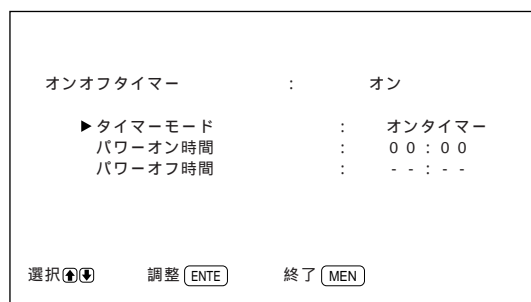 オンオフタイマー : オン
▶タイマーモード : オンタイマー
パワーオン時間 : 00:00
パワーオフ時間 : --:--
選択⬆⬇ 調整 ENTE 終了 MEN